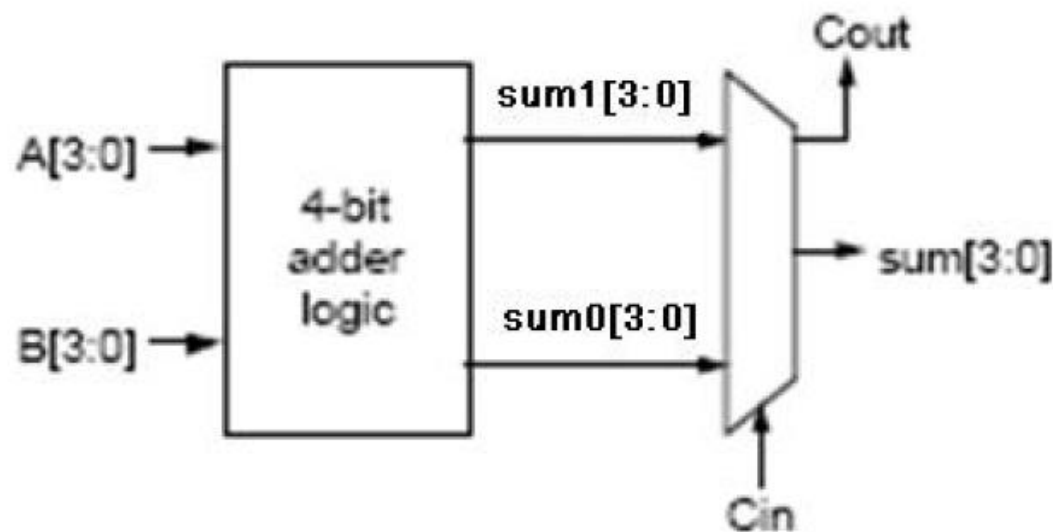 Cout
sum1[3:0]
A[3:0]
4-bit
adder
logic
sum[3:0]
sum0[3:0]
B[3:0]
Cin